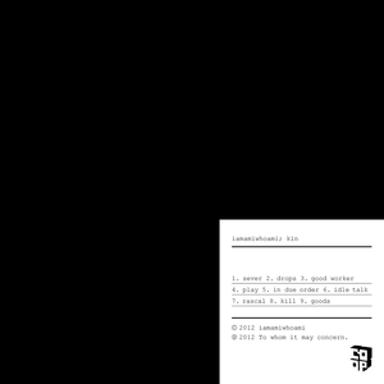 iamamiwhoami; kin
1. sever 2. drops 3. good worker
4. play 5. in due order 6. idle talk
7. rascal 8. kill 9. goods
© 2012 iamamiwhoami
℗ 2012 To whom it may concern.